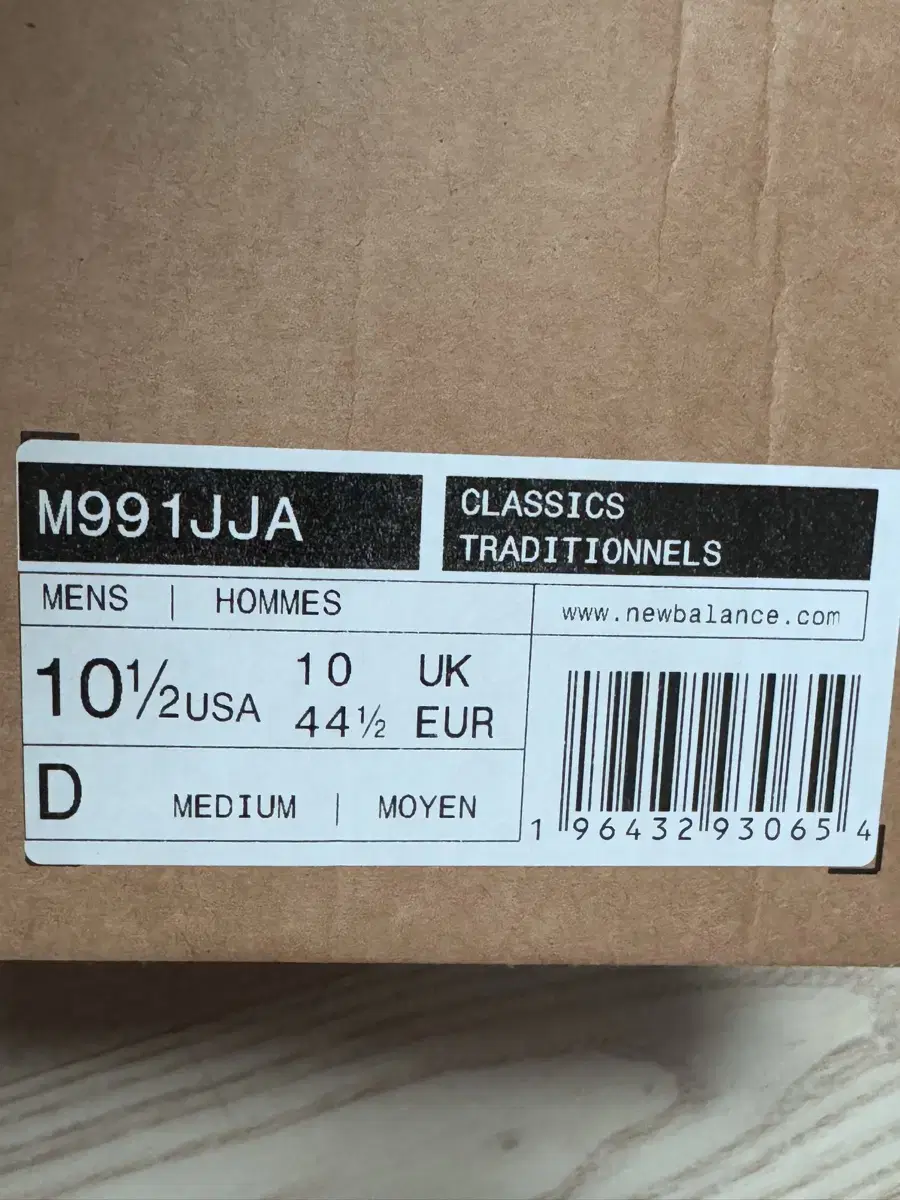 M991JJA
CLASSICS
TRADITIONNELS
MENS | HOMMES
www.newbalance.com
10½USA
10 UK
44½ EUR
D
MEDIUM | MOYEN
1 96432 93065 4